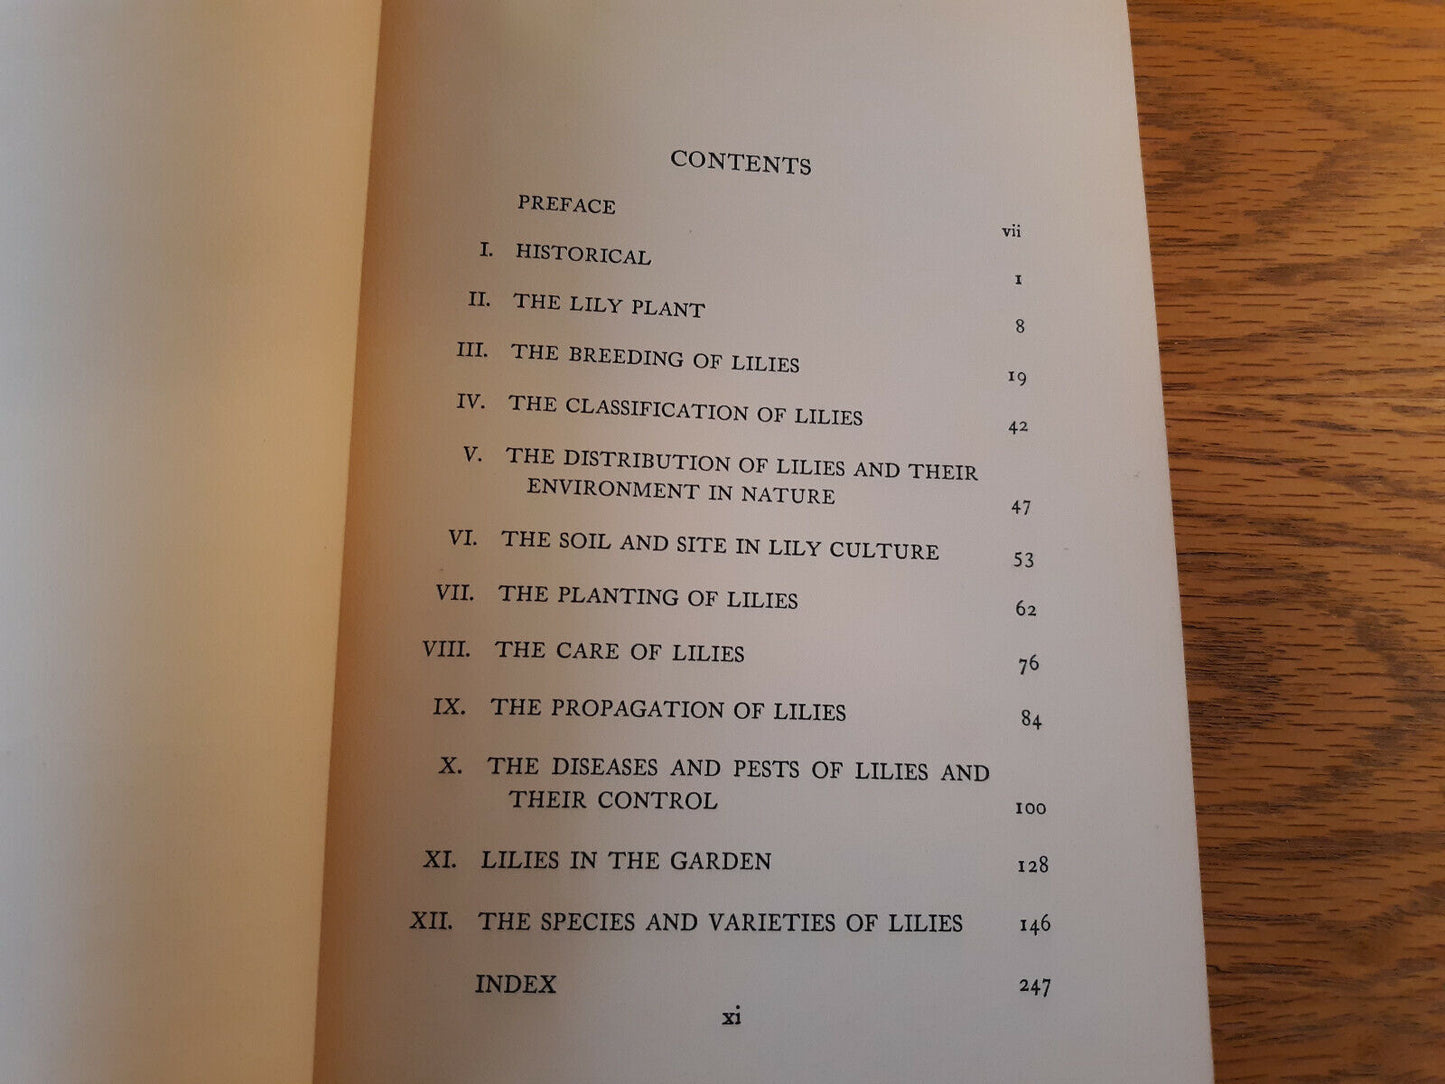 CONTENTS
PREFACE vii
I. HISTORICAL 1
II. THE LILY PLANT 8
III. THE BREEDING OF LILIES 19
IV. THE CLASSIFICATION OF LILIES 42
V. THE DISTRIBUTION OF LILIES AND THEIR
ENVIRONMENT IN NATURE 47
VI. THE SOIL AND SITE IN LILY CULTURE 53
VII. THE PLANTING OF LILIES 62
VIII. THE CARE OF LILIES 76
IX. THE PROPAGATION OF LILIES 84
X. THE DISEASES AND PESTS OF LILIES AND
THEIR CONTROL 100
XI. LILIES IN THE GARDEN 128
XII. THE SPECIES AND VARIETIES OF LILIES 146
INDEX 247
xi